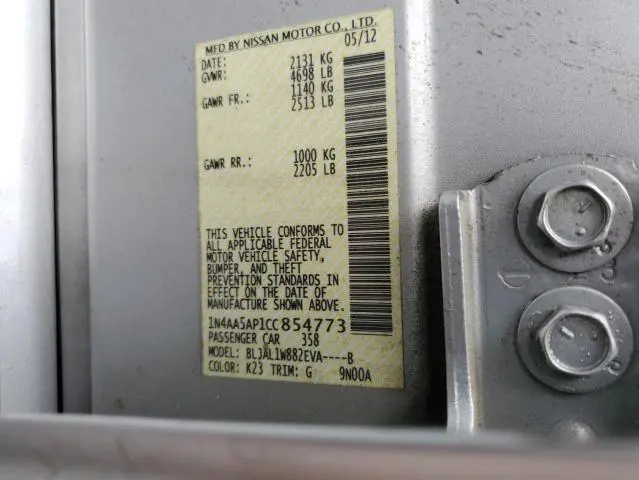 MFD BY NISSAN MOTOR CO., LTD.
05/12
DATE: 2131 KG
GVWR: 4698 LB
1140 KG
GAWR FR.: 2513 LB
GAWR RR.: 1000 KG
2205 LB
THIS VEHICLE CONFORMS TO
ALL APPLICABLE FEDERAL
MOTOR VEHICLE SAFETY,
BUMPER, AND THEFT
PREVENTION STANDARDS IN
EFFECT ON THE DATE OF
MANUFACTURE SHOWN ABOVE.
1N4AA5AP1CC854773
PASSENGER CAR 358
MODEL: BLJAL1W882EVA----B
COLOR: K23 TRIM: G 9N00A